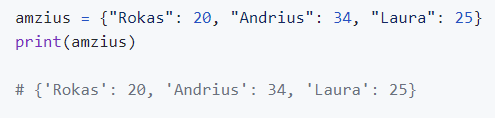 amzius = {"Rokas": 20, "Andrius": 34, "Laura": 25}
print(amzius)
# {'Rokas': 20, 'Andrius': 34, 'Laura': 25}